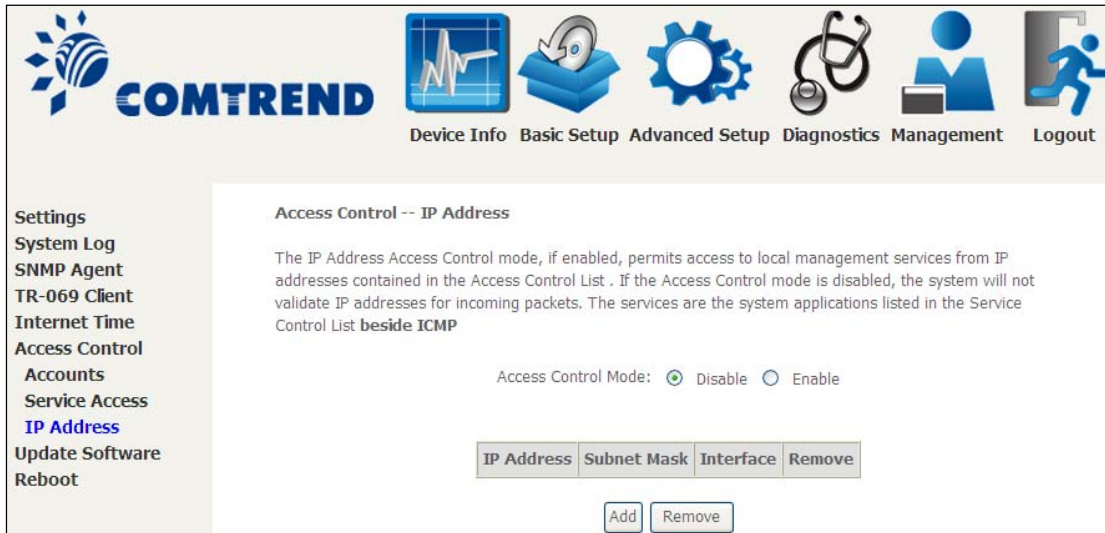 COMTREND
Device Info Basic Setup Advanced Setup Diagnostics Management Logout
Settings
System Log
SNMP Agent
TR-069 Client
Internet Time
Access Control
Accounts
Service Access
IP Address
Update Software
Reboot
Access Control -- IP Address
The IP Address Access Control mode, if enabled, permits access to local management services from IP
addresses contained in the Access Control List . If the Access Control mode is disabled, the system will not
validate IP addresses for incoming packets. The services are the system applications listed in the Service
Control List beside ICMP
Access Control Mode: Disable Enable
IP Address Subnet Mask Interface Remove
Add Remove